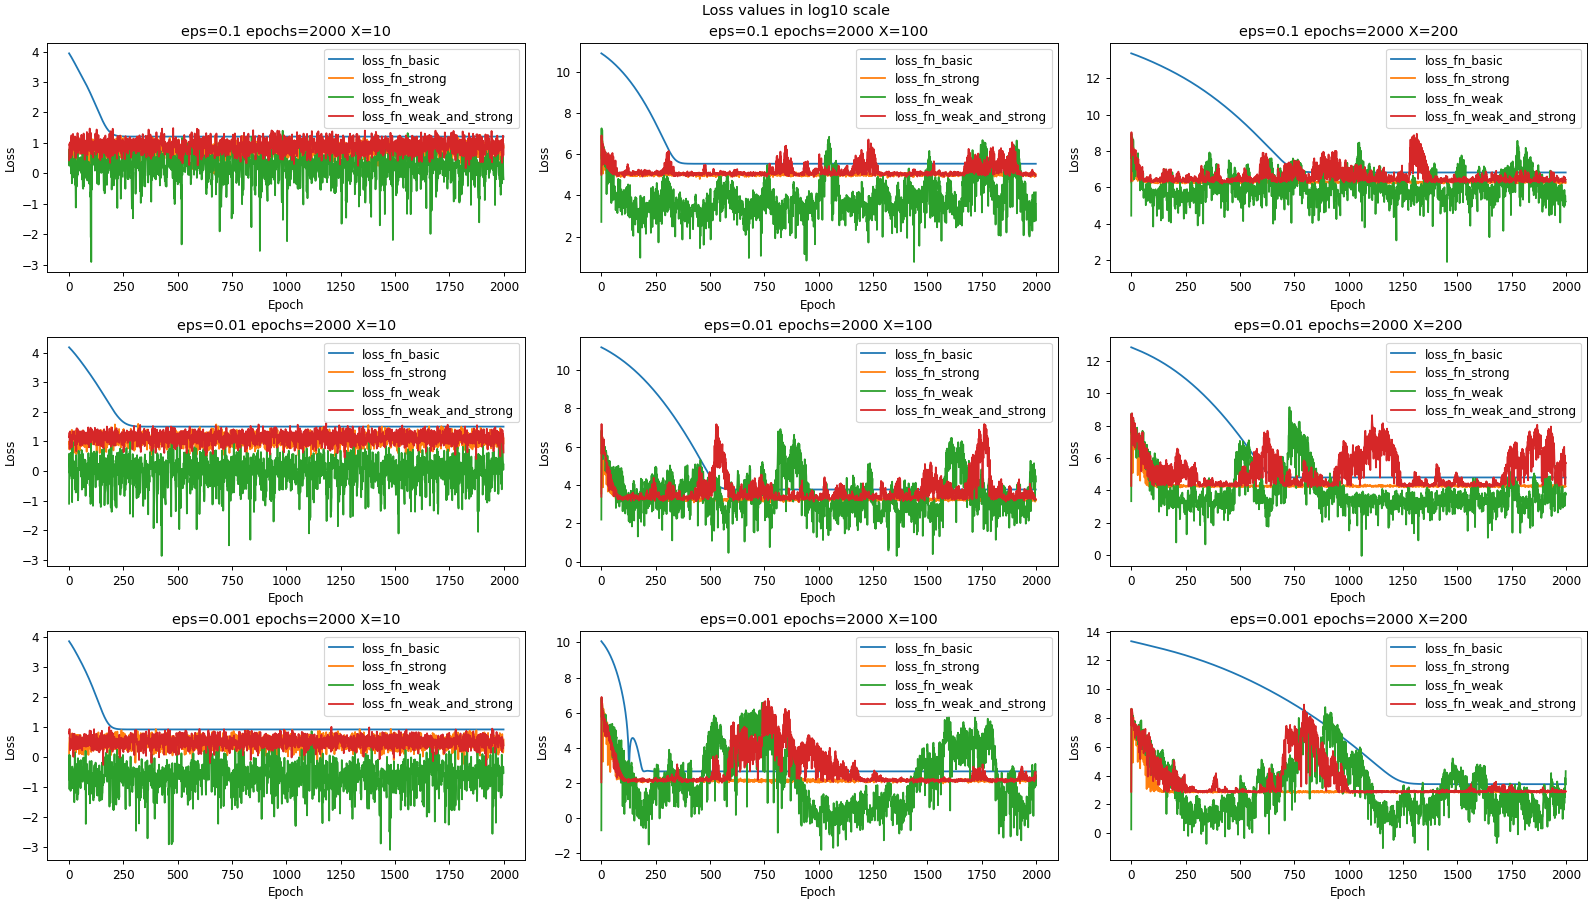 Loss values in log10 scale
eps=0.1 epochs=2000 X=10
4
3
2
1
0
−1
−2
−3
Loss
loss_fn_basic
loss_fn_strong
loss_fn_weak
loss_fn_weak_and_strong
0 250 500 750 1000 1250 1500 1750 2000
Epoch
eps=0.1 epochs=2000 X=100
10
8
6
4
2
Loss
loss_fn_basic
loss_fn_strong
loss_fn_weak
loss_fn_weak_and_strong
0 250 500 750 1000 1250 1500 1750 2000
Epoch
eps=0.1 epochs=2000 X=200
12
10
8
6
4
2
Loss
loss_fn_basic
loss_fn_strong
loss_fn_weak
loss_fn_weak_and_strong
0 250 500 750 1000 1250 1500 1750 2000
Epoch
eps=0.01 epochs=2000 X=10
4
3
2
1
0
−1
−2
−3
Loss
loss_fn_basic
loss_fn_strong
loss_fn_weak
loss_fn_weak_and_strong
0 250 500 750 1000 1250 1500 1750 2000
Epoch
eps=0.01 epochs=2000 X=100
10
8
6
4
2
0
Loss
loss_fn_basic
loss_fn_strong
loss_fn_weak
loss_fn_weak_and_strong
0 250 500 750 1000 1250 1500 1750 2000
Epoch
eps=0.01 epochs=2000 X=200
12
10
8
6
4
2
0
Loss
loss_fn_basic
loss_fn_strong
loss_fn_weak
loss_fn_weak_and_strong
0 250 500 750 1000 1250 1500 1750 2000
Epoch
eps=0.001 epochs=2000 X=10
4
3
2
1
0
−1
−2
−3
Loss
loss_fn_basic
loss_fn_strong
loss_fn_weak
loss_fn_weak_and_strong
0 250 500 750 1000 1250 1500 1750 2000
Epoch
eps=0.001 epochs=2000 X=100
10
8
6
4
2
0
−2
Loss
loss_fn_basic
loss_fn_strong
loss_fn_weak
loss_fn_weak_and_strong
0 250 500 750 1000 1250 1500 1750 2000
Epoch
eps=0.001 epochs=2000 X=200
14
12
10
8
6
4
2
0
Loss
loss_fn_basic
loss_fn_strong
loss_fn_weak
loss_fn_weak_and_strong
0 250 500 750 1000 1250 1500 1750 2000
Epoch